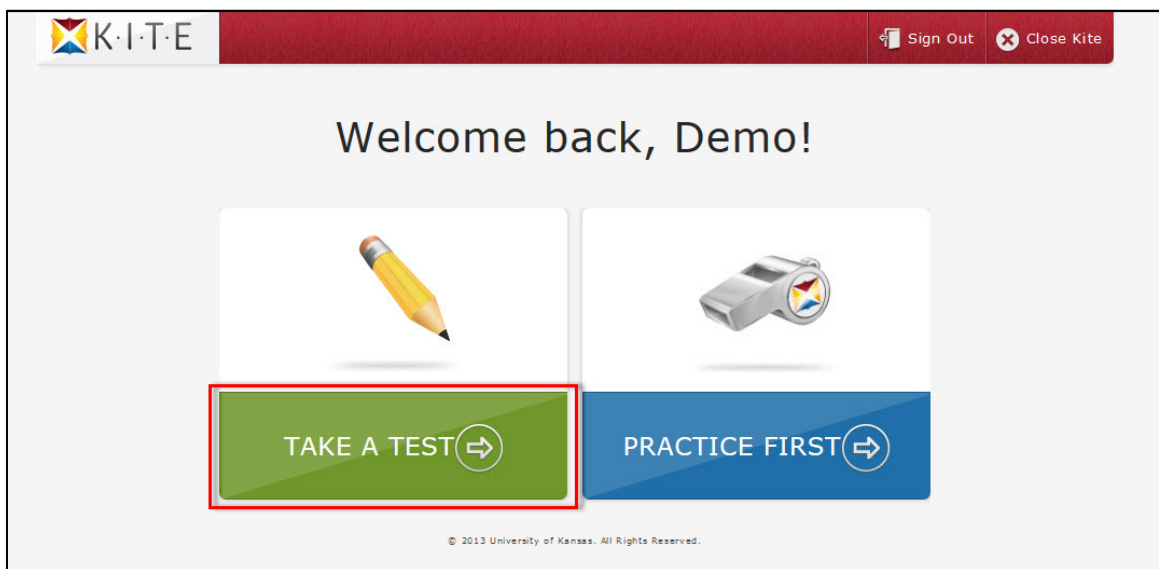 K·I·T·E
Sign Out
Close Kite
Welcome back, Demo!
TAKE A TEST
PRACTICE FIRST
© 2013 University of Kansas. All Rights Reserved.